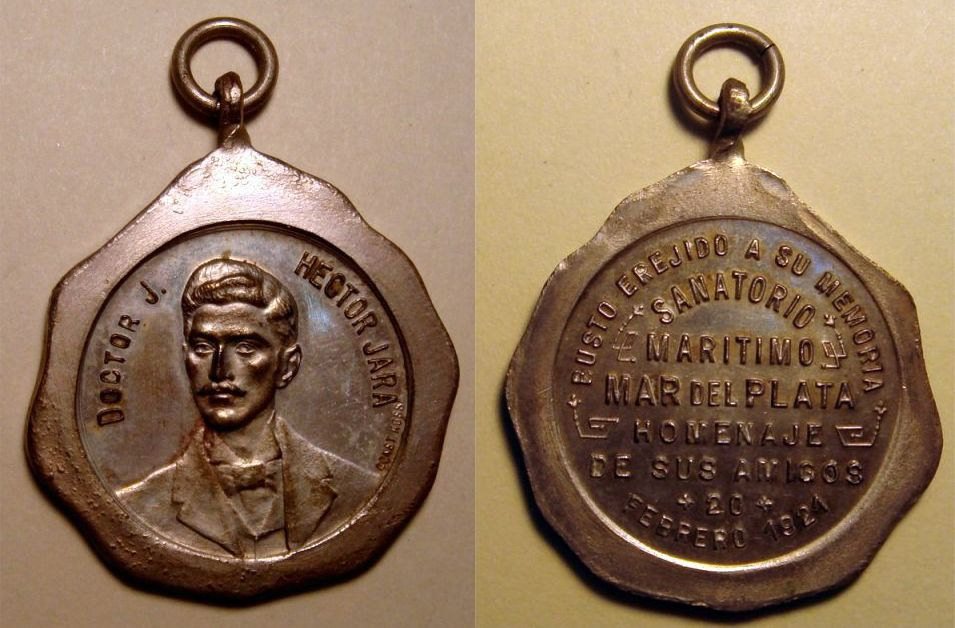 DOCTOR J. HECTOR JARA
BUSTO EREJIDO A SU MEMORIA
SANATORIO
MARITIMO
MAR DEL PLATA
HOMENAJE
DE SUS AMIGOS
20
FEBRERO 1921